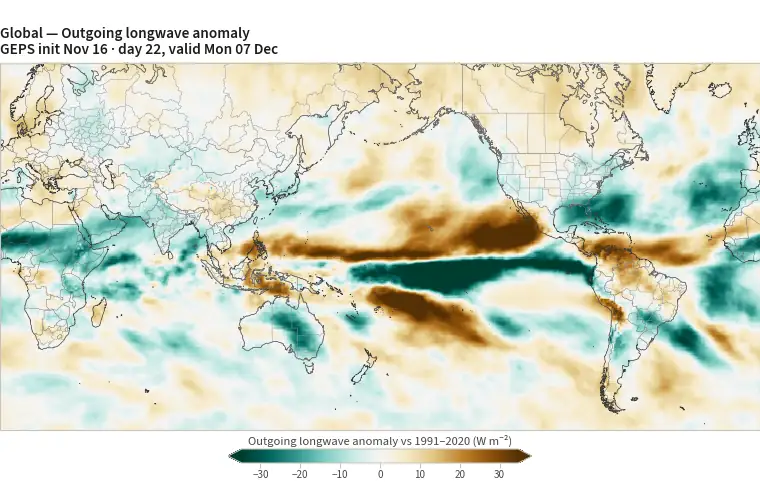 Global — Outgoing longwave anomaly
GEPS init Nov 16 · day 22, valid Mon 07 Dec
Outgoing longwave anomaly vs 1991–2020 (W m⁻²)
−30 −20 −10 0 10 20 30